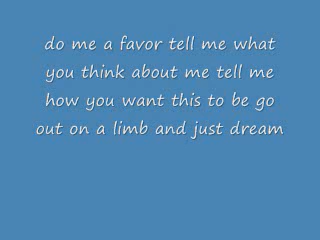 do me a favor tell me what
you think about me tell me
how you want this to be go
out on a limb and just dream